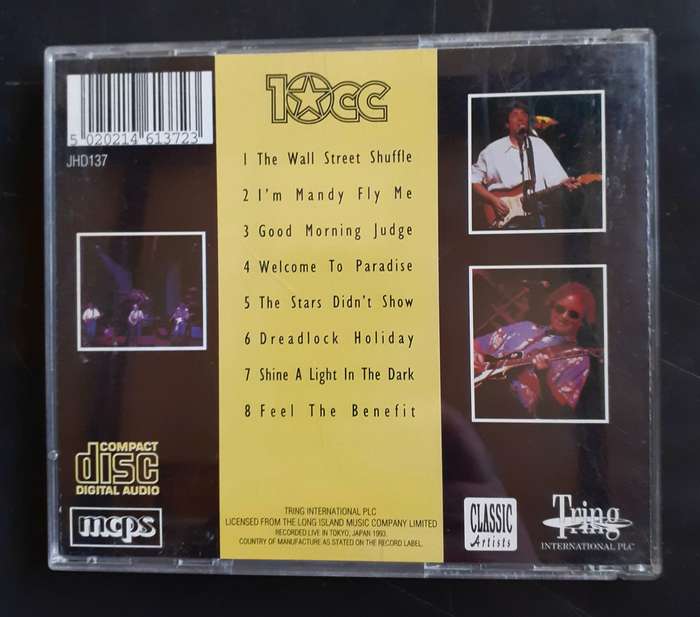 5 020214 613723
JHD137
10cc
1 The Wall Street Shuffle
2 I'm Mandy Fly Me
3 Good Morning Judge
4 Welcome To Paradise
5 The Stars Didn't Show
6 Dreadlock Holiday
7 Shine A Light In The Dark
8 Feel The Benefit
COMPACT
disc
DIGITAL AUDIO
mcps
TRING INTERNATIONAL PLC
LICENSED FROM THE LONG ISLAND MUSIC COMPANY LIMITED
RECORDED LIVE IN TOKYO, JAPAN 1993.
COUNTRY OF MANUFACTURE AS STATED ON THE RECORD LABEL.
CLASSIC
Artists
Tring
INTERNATIONAL PLC